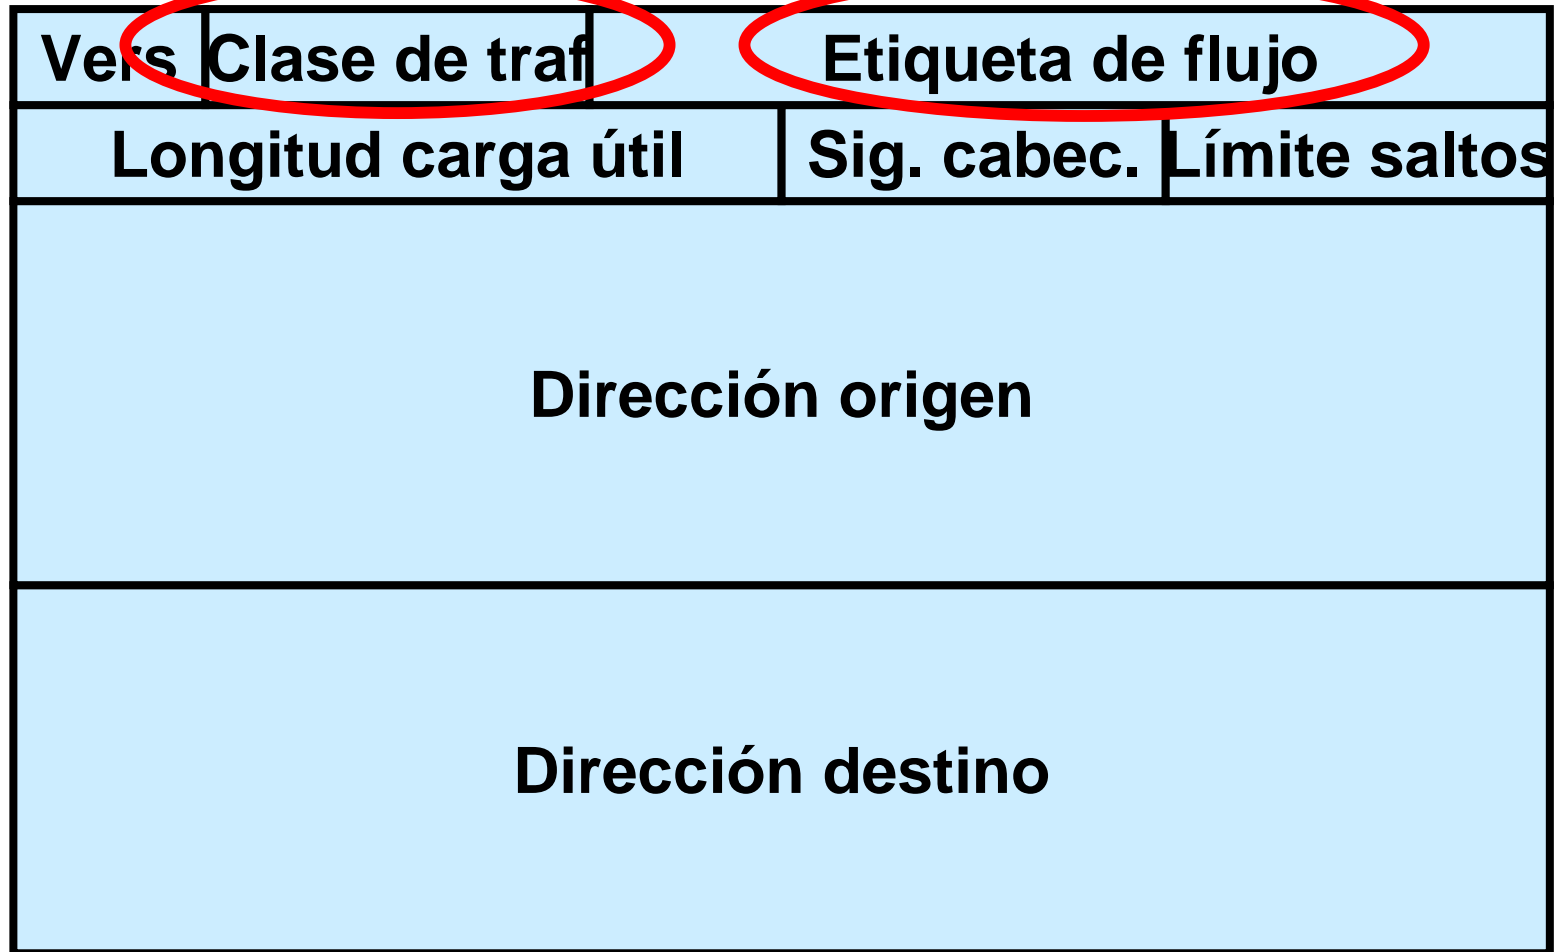 Vers Clase de traf Etiqueta de flujo
Longitud carga útil Sig. cabec. Límite saltos
Dirección origen
Dirección destino